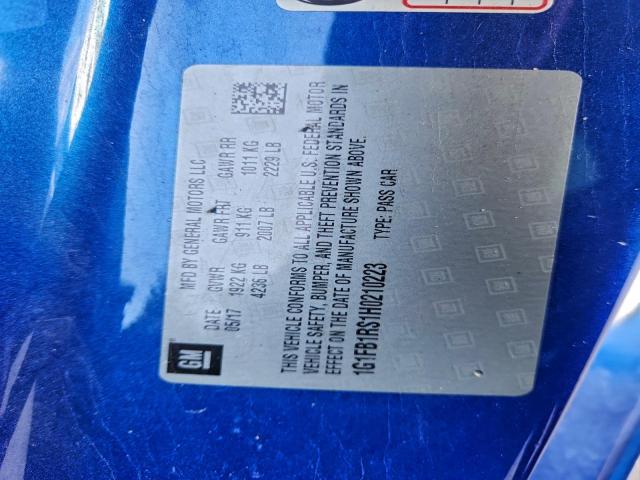 GM
MFD BY GENERAL MOTORS LLC
DATE GVWR GAWR FRT GAWR RR
05/17 1922 KG 911 KG 1011 KG
4236 LB 2007 LB 2229 LB
THIS VEHICLE CONFORMS TO ALL APPLICABLE U.S. FEDERAL MOTOR
VEHICLE SAFETY, BUMPER, AND THEFT PREVENTION STANDARDS IN
EFFECT ON THE DATE OF MANUFACTURE SHOWN ABOVE.
1G1FB1RS1H0210223 TYPE: PASS CAR